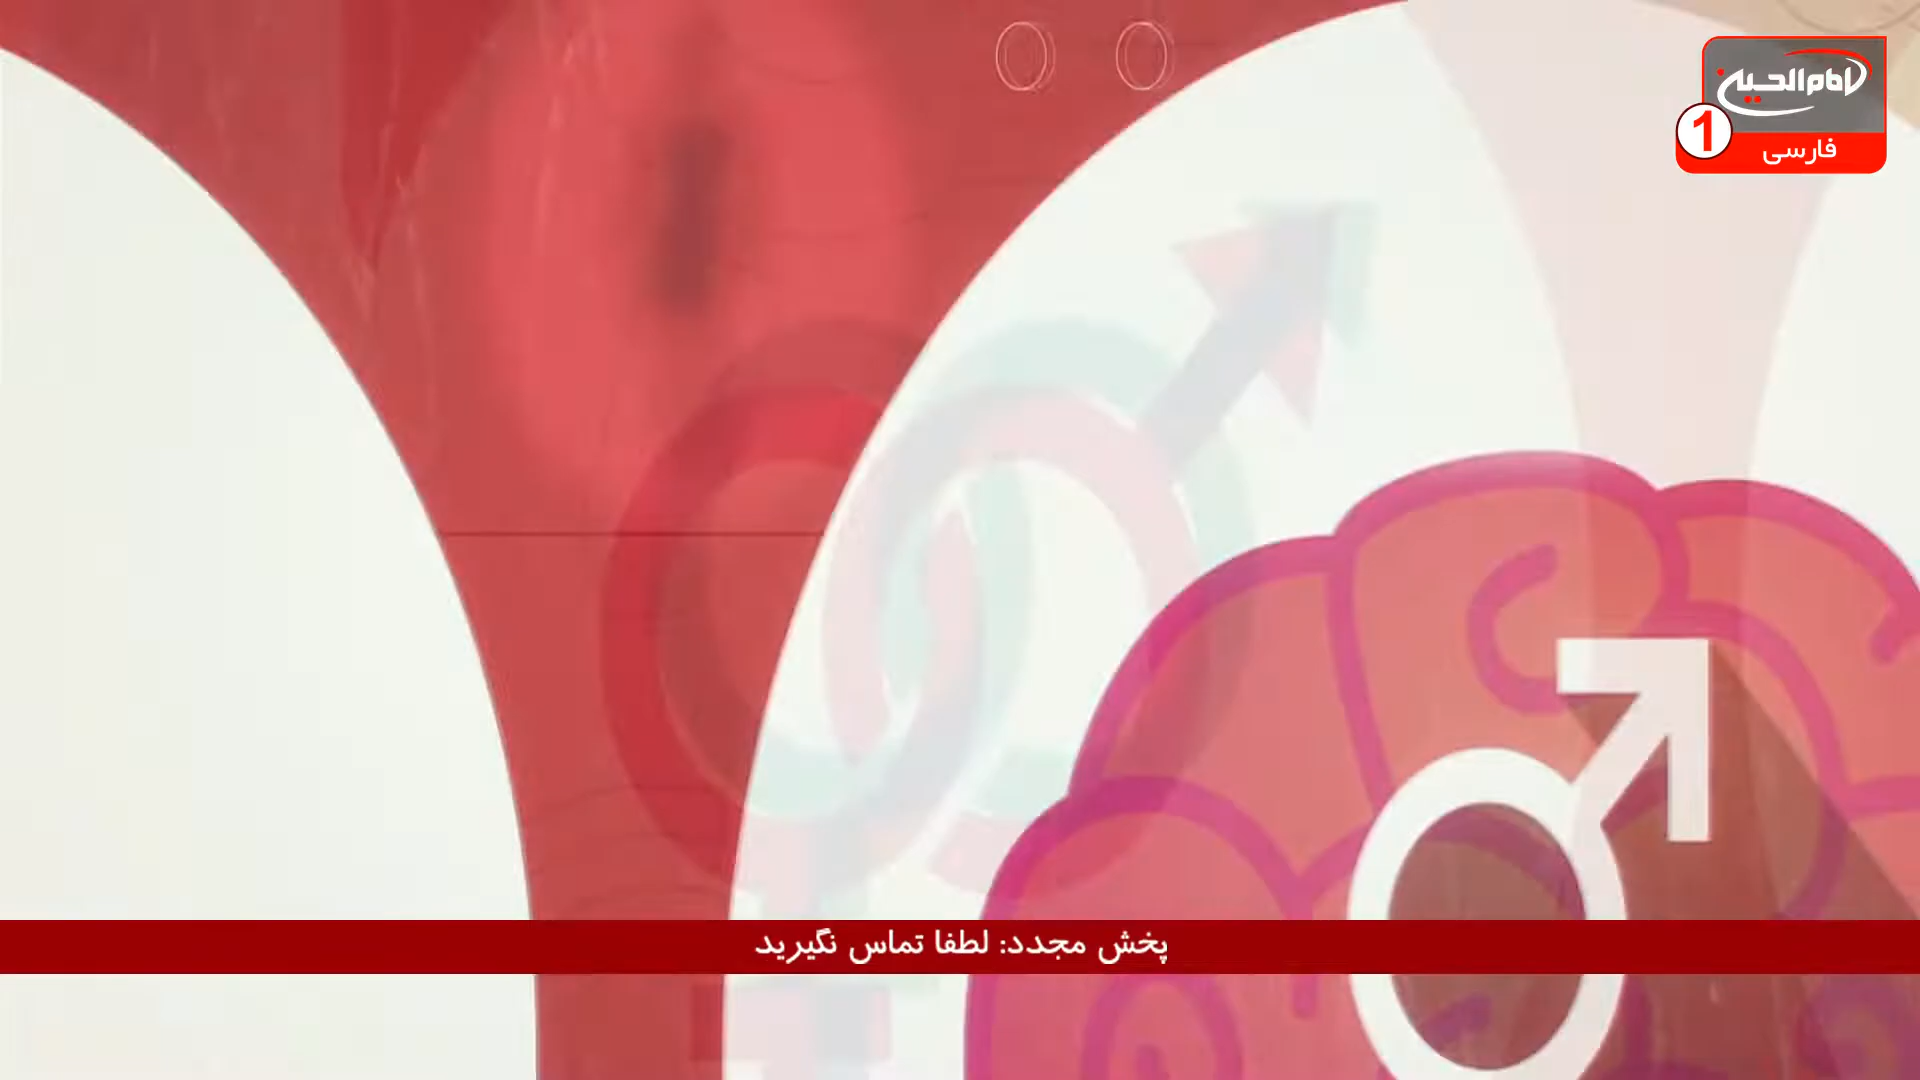 امام الحسین
1
فارسی
پخش مجدد: لطفا تماس نگیرید